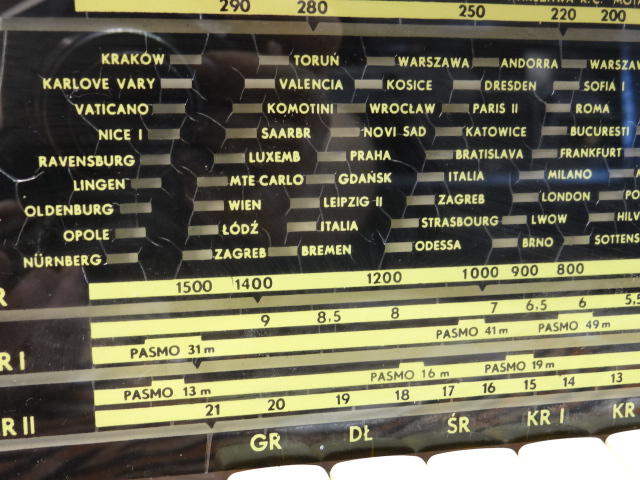 290 280 250 220 200
KRAKÓW TORUŃ WARSZAWA ANDORRA WARSZAW
KARLOVE VARY VALENCIA KOSICE DRESDEN SOFIA I
VATICANO KOMOTINI WROCŁAW PARIS II ROMA
NICE I SAARBR NOVI SAD KATOWICE BUCURESTI
RAVENSBURG LUXEMB PRAHA BRATISLAVA FRANKFURT
LINGEN MTE CARLO GDAŃSK ITALIA MILANO
OLDENBURG WIEN LEIPZIG II ZAGREB LONDON PO
OPOLE ŁÓDŹ ITALIA STRASBOURG LWOW HILV
NÜRNBERG ZAGREB BREMEN ODESSA BRNO SOTTENS
R 1500 1400 1200 1000 900 800
9 8,5 8 7 6.5 6 5,5
R I PASMO 31 m PASMO 41 m PASMO 49 m
PASMO 13 m PASMO 16 m PASMO 19 m
R II 21 20 19 18 17 16 15 14 13
GR . DŁ ŚR KR I KR